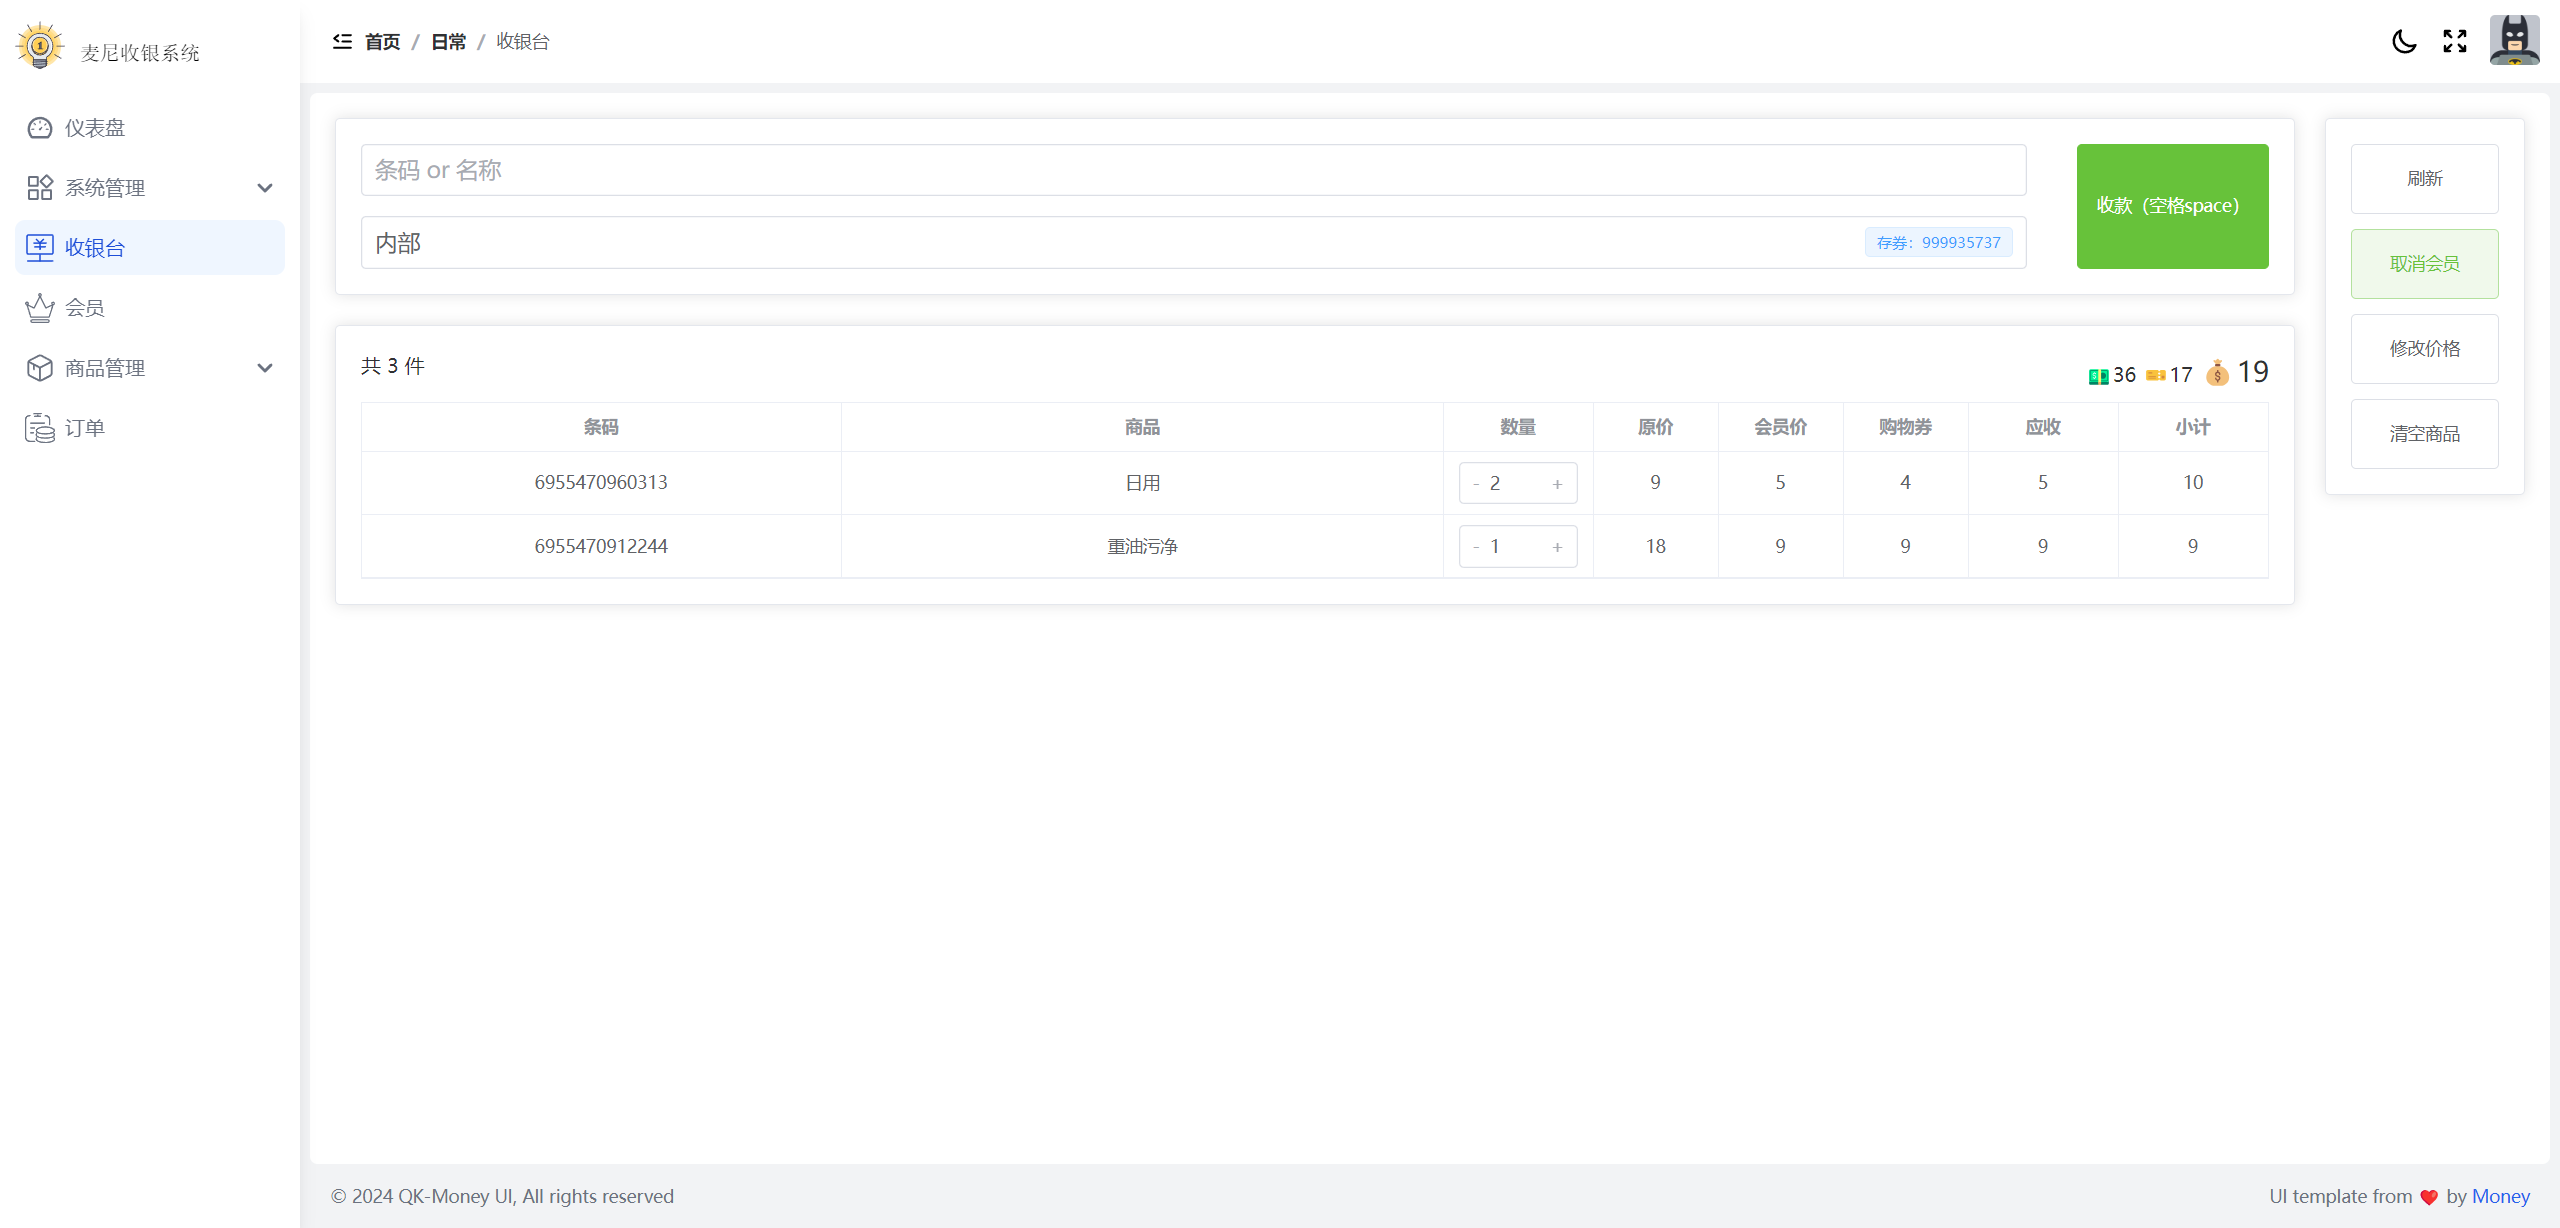 麦尼收银系统
首页 / 日常 / 收银台
仪表盘
系统管理
收银台
会员
商品管理
订单
条码 or 名称
内部
存券：999935737
收款（空格space）
刷新
取消会员
修改价格
清空商品
共 3 件
36 17 19
条码 商品 数量 原价 会员价 购物券 应收 小计
6955470960313 日用 - 2 + 9 5 4 5 10
6955470912244 重油污净 - 1 + 18 9 9 9 9
© 2024 QK-Money UI, All rights reserved
UI template from ❤️ by Money